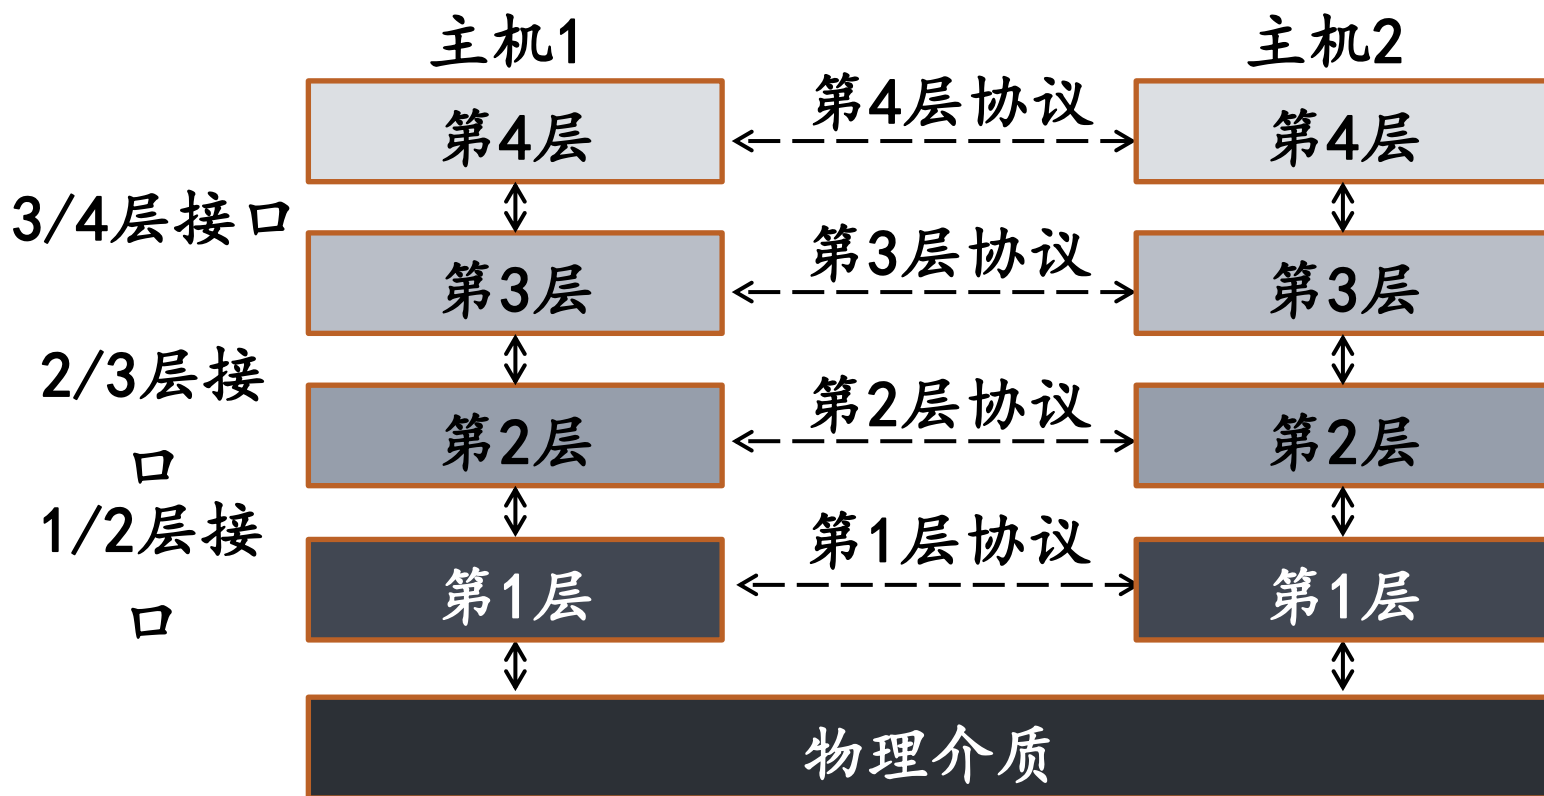 主机1
主机2
第4层
第4层协议
第4层
3/4层接口
第3层
第3层协议
第3层
2/3层接
口
第2层
第2层协议
第2层
1/2层接
口
第1层
第1层协议
第1层
物理介质